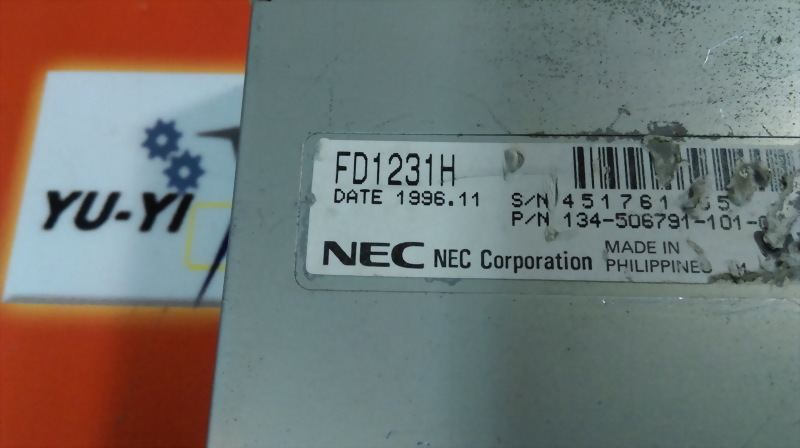 YU-YI
FD1231H
DATE 1996.11
S/N 451761
P/N 134-506791-101-
NEC NEC Corporation
MADE IN
PHILIPPINES